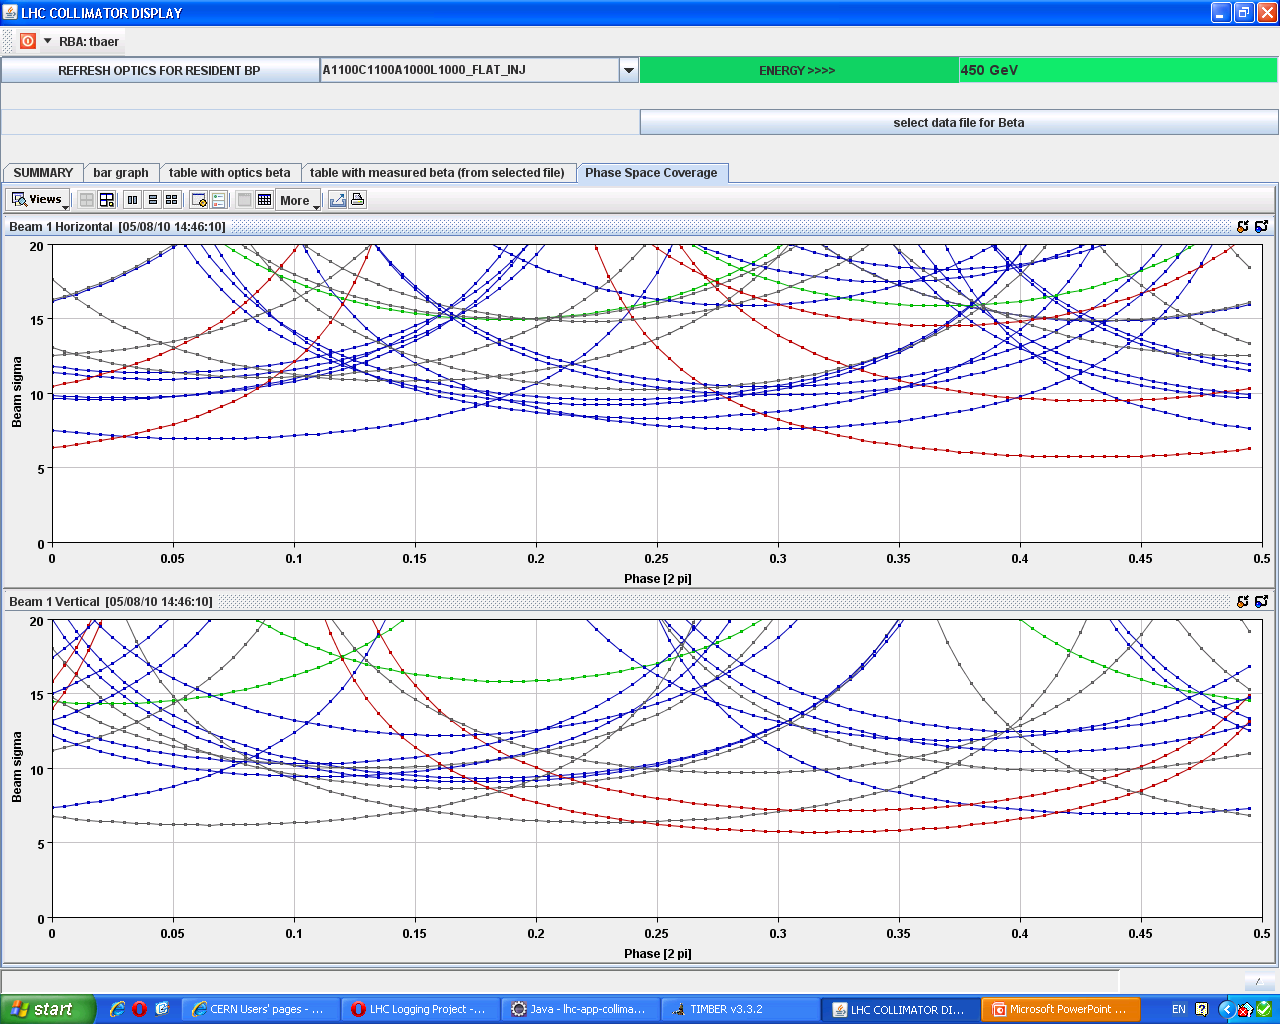 LHC COLLIMATOR DISPLAY
RBA: tbaer
REFRESH OPTICS FOR RESIDENT BP A1100C1100A1000L1000_FLAT_INJ ENERGY >>>> 450 GeV
select data file for Beta
SUMMARY bar graph table with optics beta table with measured beta (from selected file) Phase Space Coverage
Views More
Beam 1 Horizontal [05/08/10 14:46:10]
20
15
10
5
0
Beam sigma
0 0.05 0.1 0.15 0.2 0.25 0.3 0.35 0.4 0.45 0.5
Phase [2 pi]
Beam 1 Vertical [05/08/10 14:46:10]
20
15
10
5
0
Beam sigma
0 0.05 0.1 0.15 0.2 0.25 0.3 0.35 0.4 0.45 0.5
Phase [2 pi]
start CERN Users' pages - ... LHC Logging Project -... Java - lhc-app-collima... TIMBER v3.3.2 LHC COLLIMATOR DI... Microsoft PowerPoint ... EN